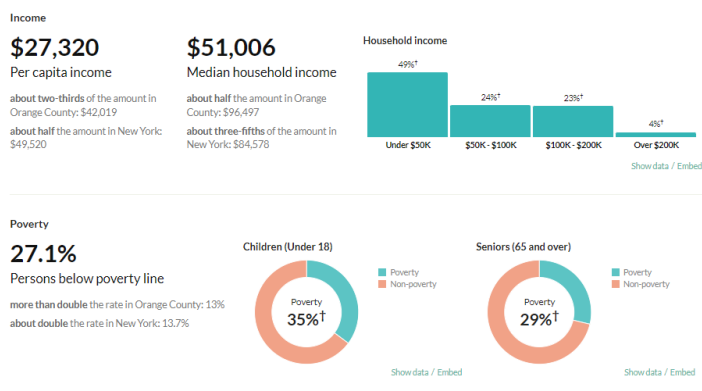 Income
$27,320
Per capita income
about two-thirds of the amount in
Orange County: $42,019
about half the amount in New York:
$49,520
$51,006
Median household income
about half the amount in Orange
County: $96,497
about three-fifths of the amount in
New York: $84,578
Household income
49%†
24%†
23%†
4%†
Under $50K
$50K - $100K
$100K - $200K
Over $200K
Show data / Embed
Poverty
27.1%
Persons below poverty line
more than double the rate in Orange County: 13%
about double the rate in New York: 13.7%
Children (Under 18)
Poverty
35%†
Poverty
Non-poverty
Show data / Embed
Seniors (65 and over)
Poverty
29%†
Poverty
Non-poverty
Show data / Embed